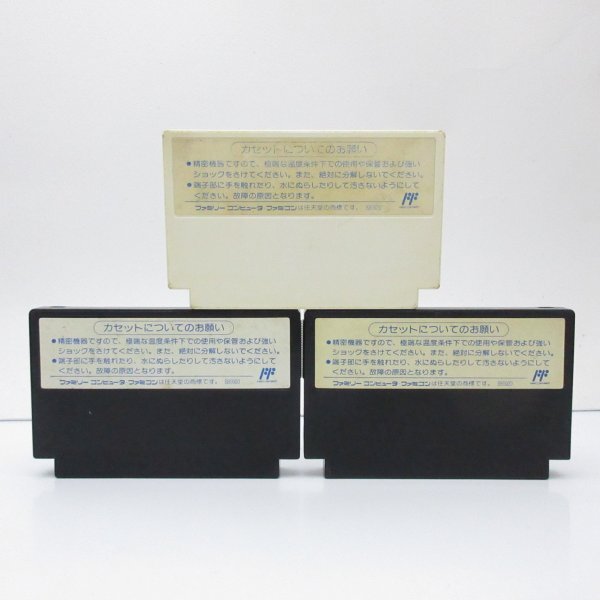 カセットについてのお願い
●精密機器ですので、極端な温度条件下での使用や保管および強い
ショックをさけてください。また、絶対に分解しないでください。
●端子部に手を触れたり、水にぬらしたりして汚さないようにして
ください。故障の原因となります。
ファミリーコンピュータ ファミコンは任天堂の商標です。
カセットについてのお願い
●精密機器ですので、極端な温度条件下での使用や保管および強い
ショックをさけてください。また、絶対に分解しないでください。
●端子部に手を触れたり、水にぬらしたりして汚さないようにして
ください。故障の原因となります。
ファミリーコンピュータ ファミコンは任天堂の商標です。
カセットについてのお願い
●精密機器ですので、極端な温度条件下での使用や保管および強い
ショックをさけてください。また、絶対に分解しないでください。
●端子部に手を触れたり、水にぬらしたりして汚さないようにして
ください。故障の原因となります。
ファミリーコンピュータ ファミコンは任天堂の商標です。